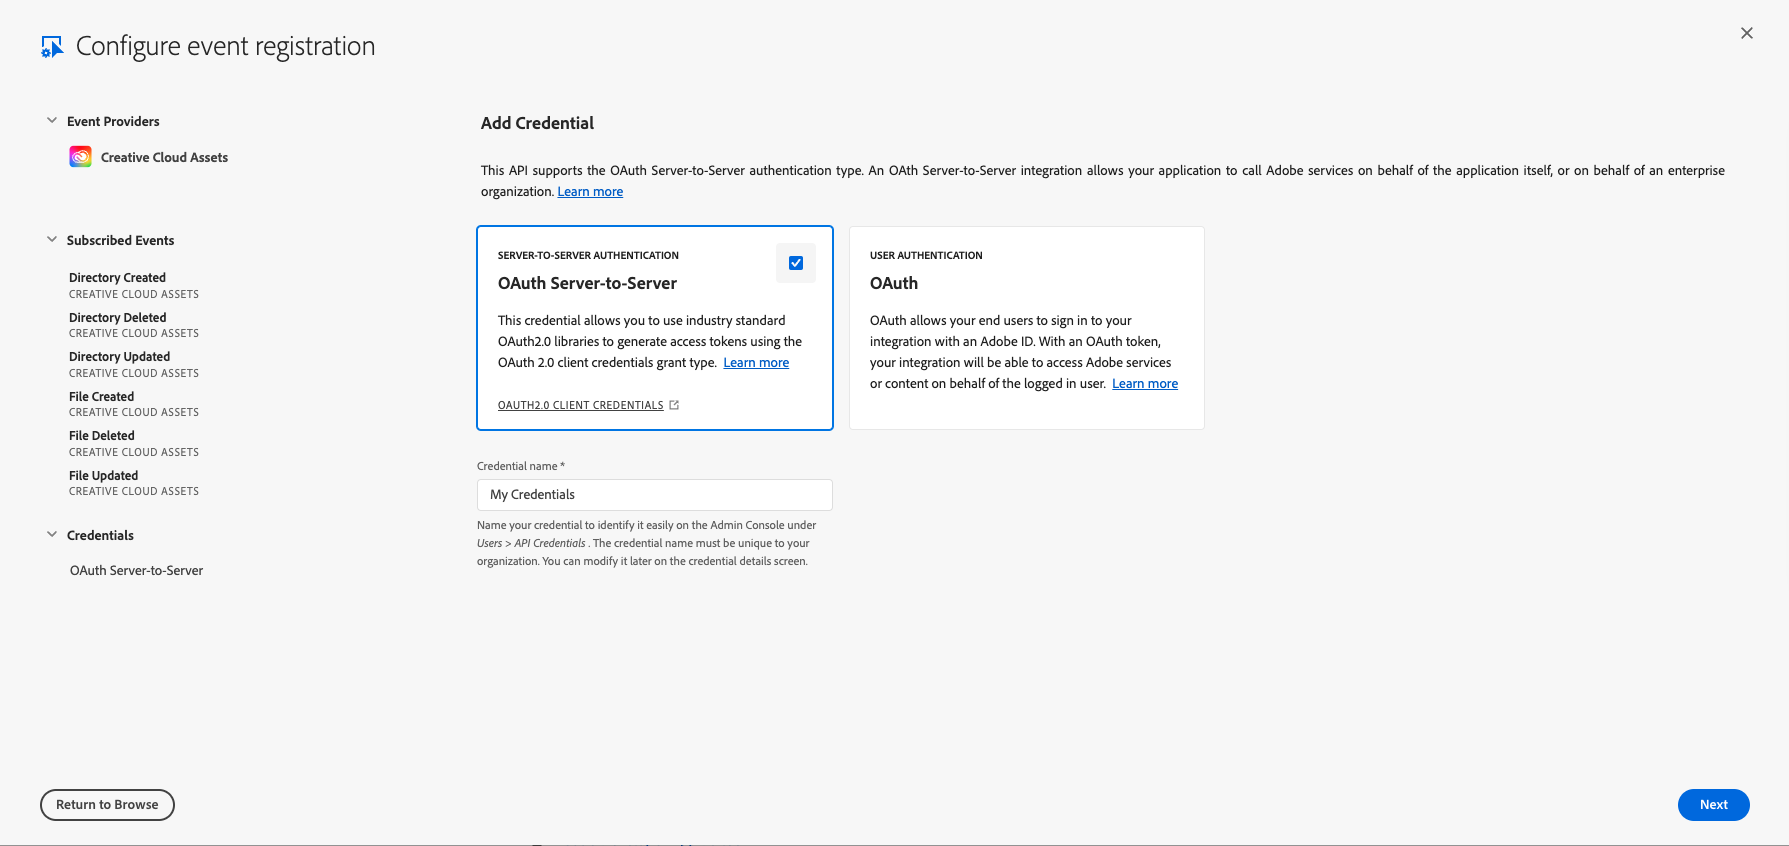 Configure event registration
Event Providers
Creative Cloud Assets
Subscribed Events
Directory Created
CREATIVE CLOUD ASSETS
Directory Deleted
CREATIVE CLOUD ASSETS
Directory Updated
CREATIVE CLOUD ASSETS
File Created
CREATIVE CLOUD ASSETS
File Deleted
CREATIVE CLOUD ASSETS
File Updated
CREATIVE CLOUD ASSETS
Credentials
OAuth Server-to-Server
Add Credential
This API supports the OAuth Server-to-Server authentication type. An OAth Server-to-Server integration allows your application to call Adobe services on behalf of the application itself, or on behalf of an enterprise
organization. Learn more
SERVER-TO-SERVER AUTHENTICATION
OAuth Server-to-Server
This credential allows you to use industry standard
OAuth2.0 libraries to generate access tokens using the
OAuth 2.0 client credentials grant type. Learn more
OAUTH2.0 CLIENT CREDENTIALS
USER AUTHENTICATION
OAuth
OAuth allows your end users to sign in to your
integration with an Adobe ID. With an OAuth token,
your integration will be able to access Adobe services
or content on behalf of the logged in user. Learn more
Credential name *
My Credentials
Name your credential to identify it easily on the Admin Console under
Users > API Credentials . The credential name must be unique to your
organization. You can modify it later on the credential details screen.
Return to Browse
Next